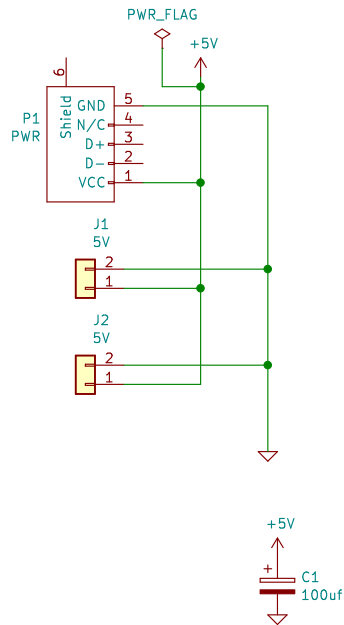 PWR_FLAG
+5V
6
Shield
P1
PWR
GND 5
N/C 4
D+ 3
D- 2
VCC 1
J1
5V
2
1
J2
5V
2
1
+5V
+
C1
100uf